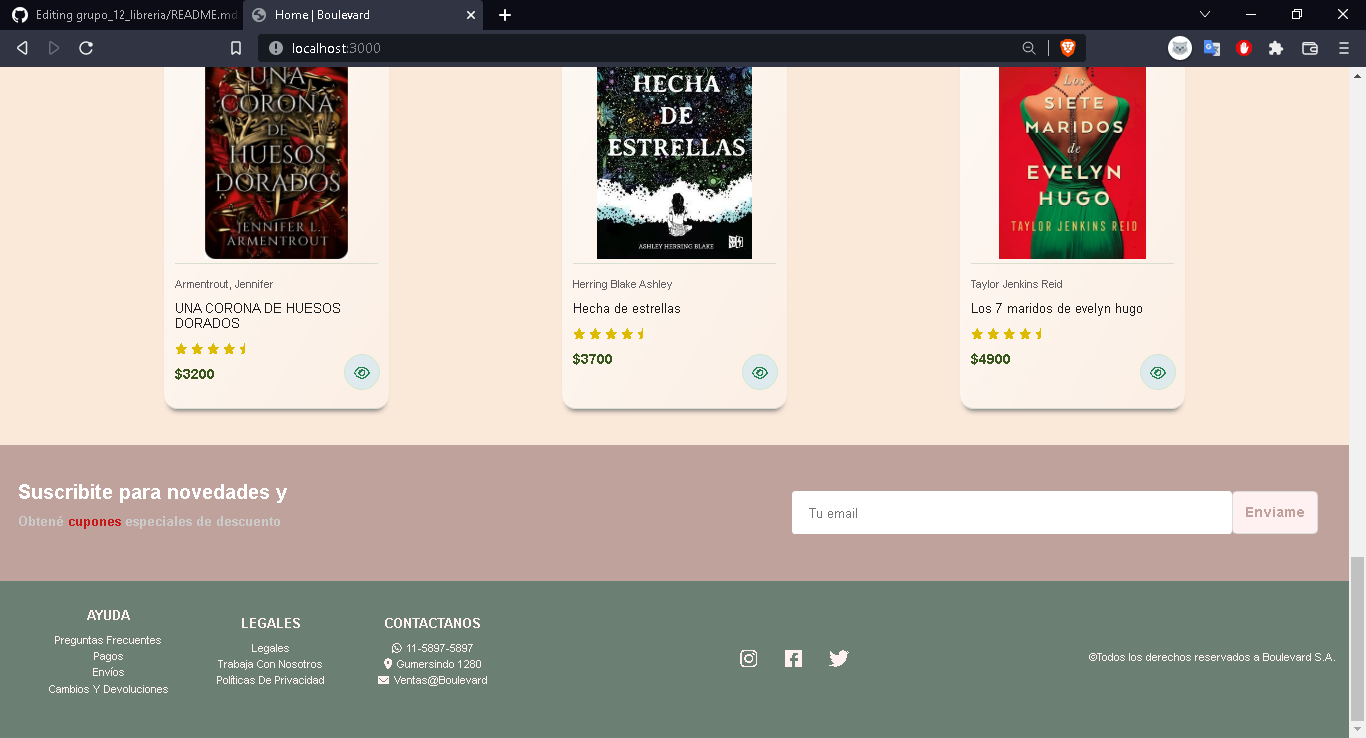 Editing grupo_12_libreria/README.md
Home | Boulevard
localhost:3000
UNA
CORONA
DE
HUESOS
DORADOS
JENNIFER L.
ARMENTROUT
HECHA
DE
ESTRELLAS
ASHLEY HERRING BLAKE
Los
SIETE
MARIDOS
de
EVELYN
HUGO
TAYLOR JENKINS REID
Armentrout, Jennifer
UNA CORONA DE HUESOS
DORADOS
$3200
Herring Blake Ashley
Hecha de estrellas
$3700
Taylor Jenkins Reid
Los 7 maridos de evelyn hugo
$4900
Suscribite para novedades y
Obtené cupones especiales de descuento
Tu email
Enviame
AYUDA
Preguntas Frecuentes
Pagos
Envíos
Cambios Y Devoluciones
LEGALES
Legales
Trabaja Con Nosotros
Políticas De Privacidad
CONTACTANOS
11-5897-5897
Gumersindo 1280
Ventas@Boulevard
©Todos los derechos reservados a Boulevard S.A.